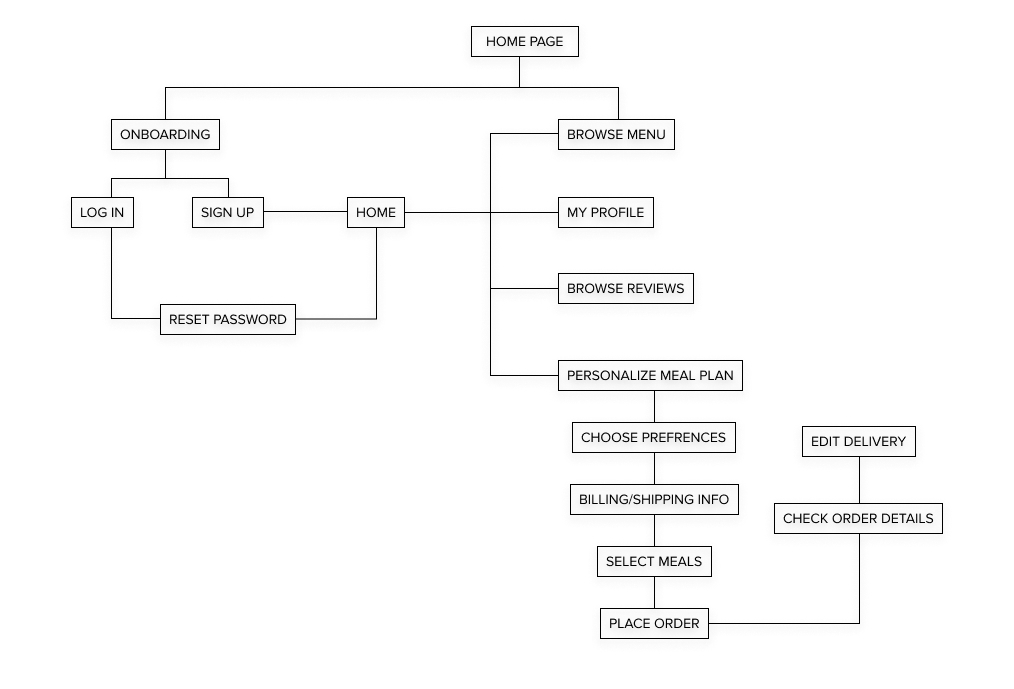 HOME PAGE
ONBOARDING
BROWSE MENU
LOG IN
SIGN UP
HOME
MY PROFILE
BROWSE REVIEWS
RESET PASSWORD
PERSONALIZE MEAL PLAN
CHOOSE PREFRENCES
EDIT DELIVERY
BILLING/SHIPPING INFO
CHECK ORDER DETAILS
SELECT MEALS
PLACE ORDER